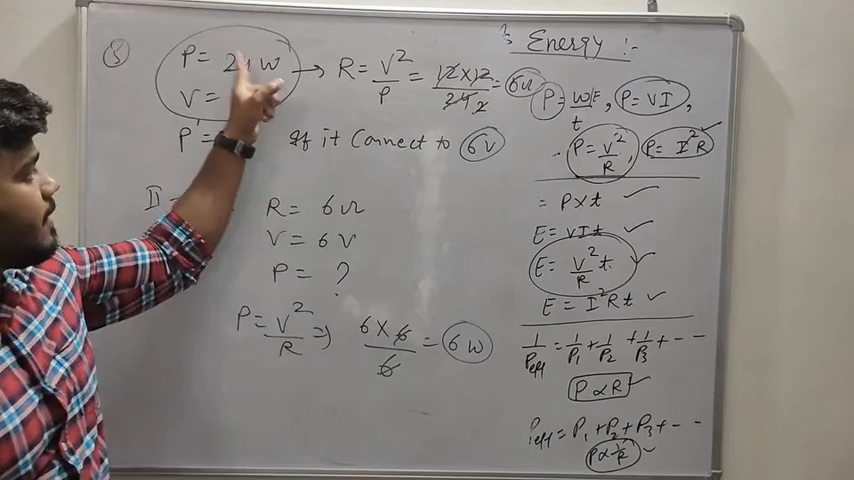 Q
P = 24 W → R = V²/P = 12 X 12/24 2 = 6Ω
V =
P' =
If it Connect to 6V
R = 6Ω
V = 6 V
P = ?
P = V²/R ⇒ 6 X 6/6 = 6 W
Energy :-
P = W E/t, P = VI,
P = V²/R, P = I²R
= P x t
E = VIt
E = V²/R t
E = I²Rt
1/Peff = 1/P1 + 1/P2 + 1/P3 + - -
P ∝ R
Peff = P1 + P2 + P3 + - -
P ∝ 1/R